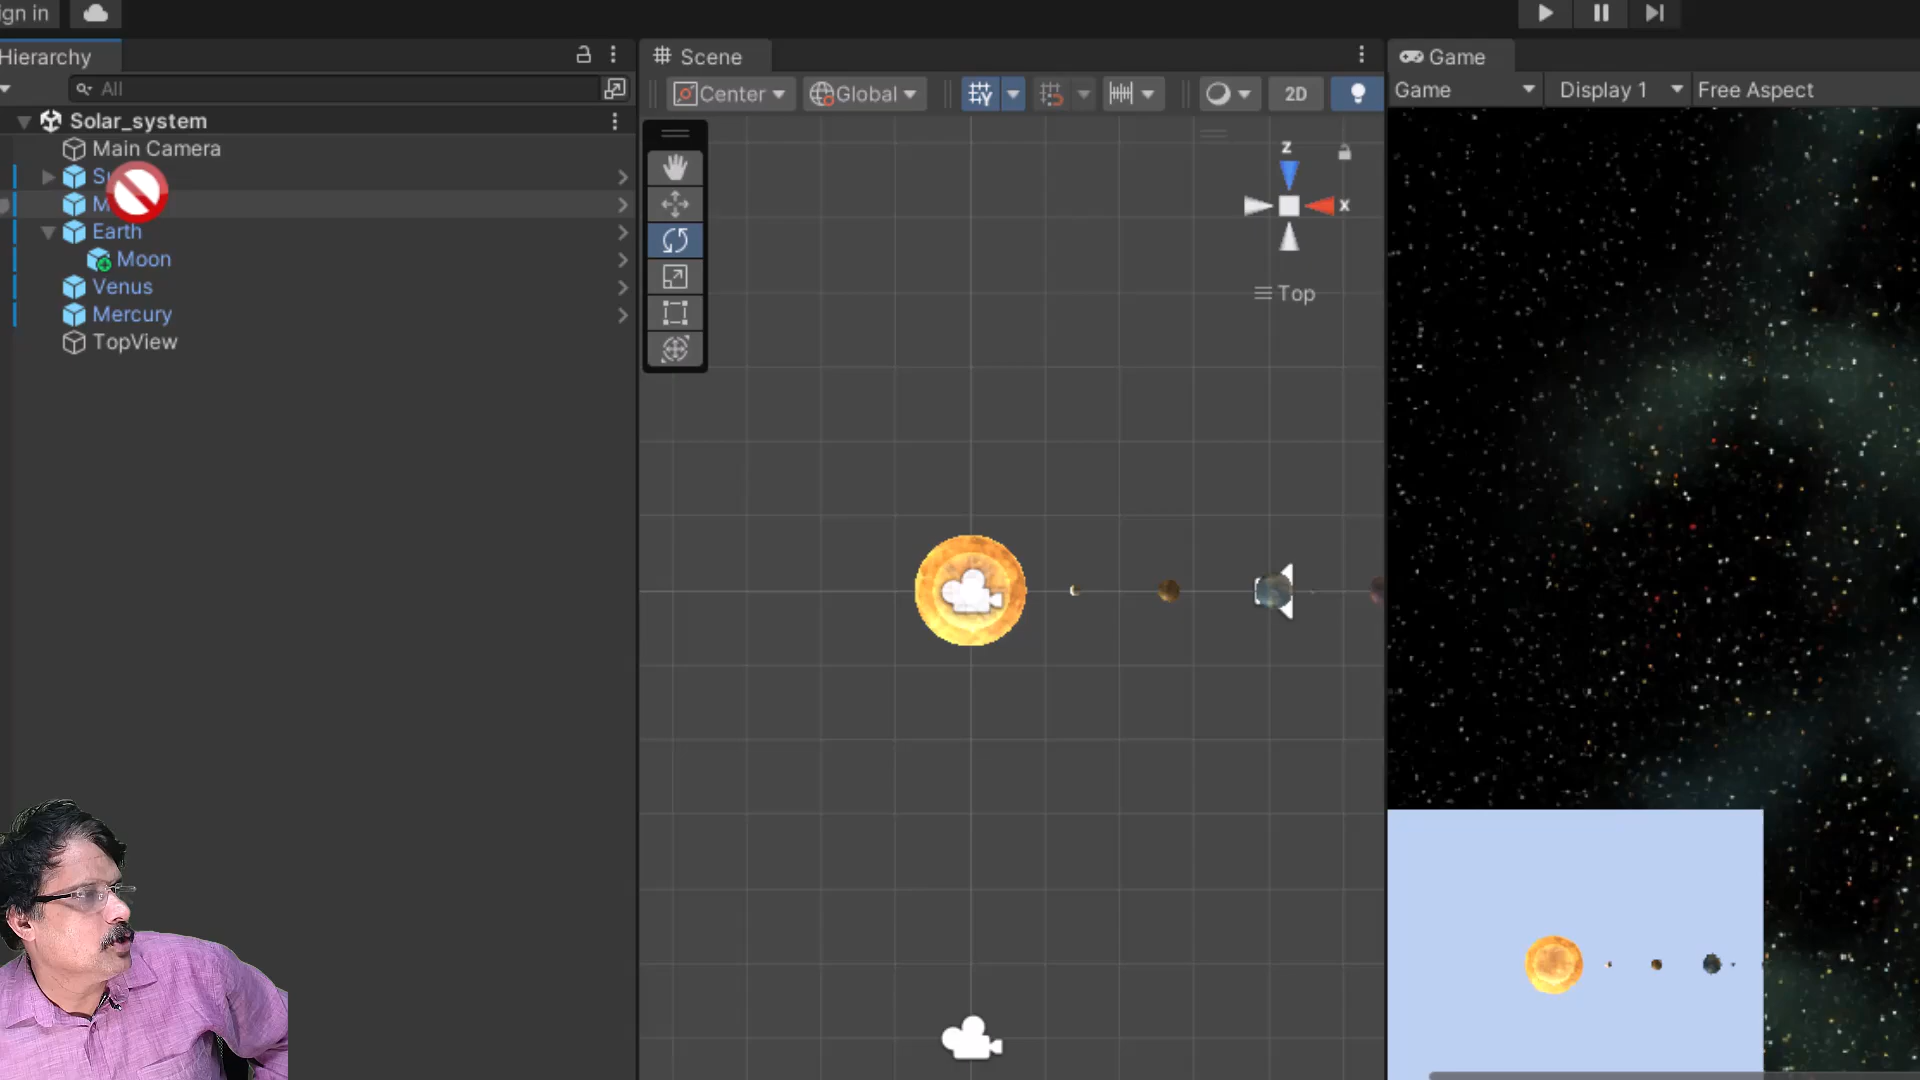 ign in
Hierarchy
All
Solar_system
Main Camera
Earth
Moon
Venus
Mercury
TopView
Scene
Center
Global
2D
z
x
Top
Game
Game
Display 1
Free Aspect